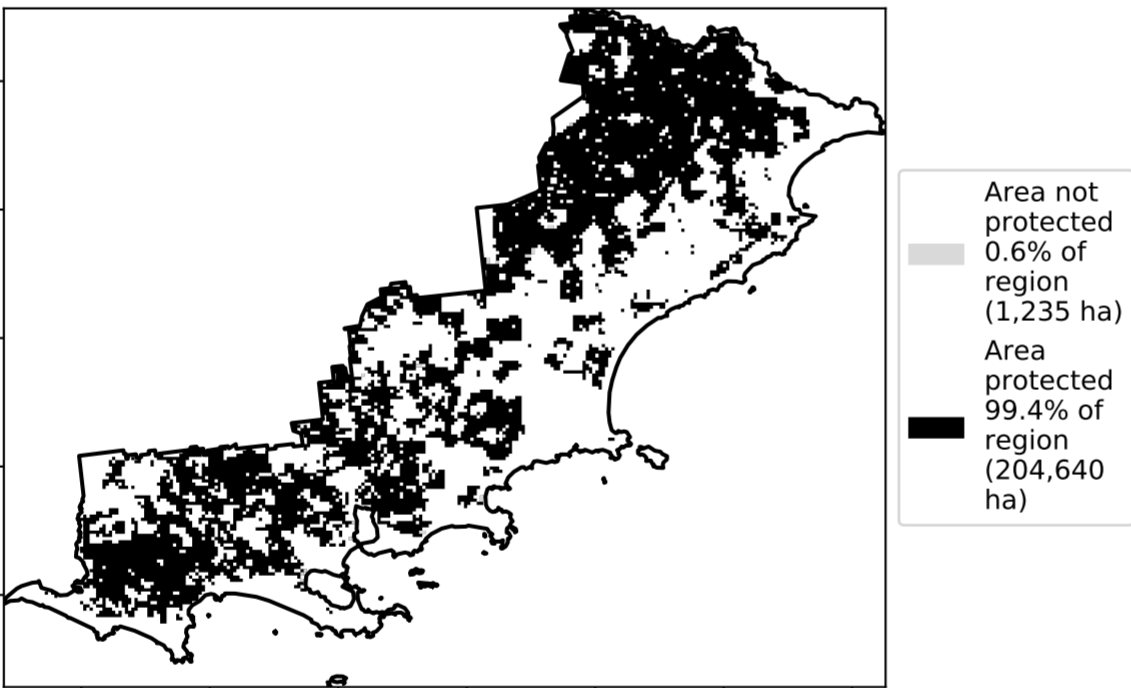 Area not
protected
0.6% of
region
(1,235 ha)
Area
protected
99.4% of
region
(204,640
ha)